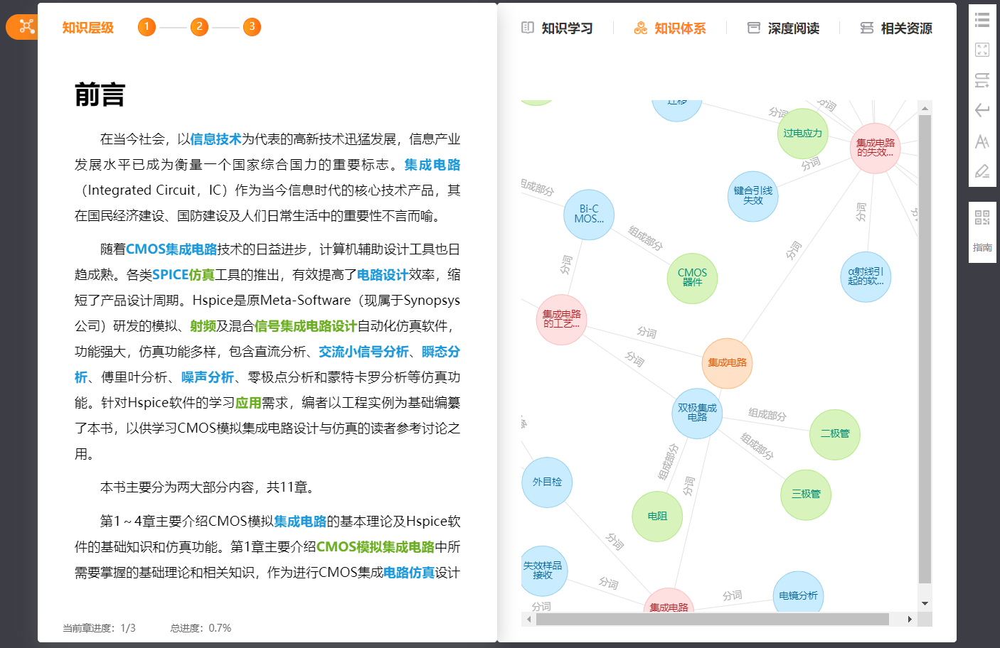 知识层级 1 2 3
前言
在当今社会，以信息技术为代表的高新技术迅猛发展，信息产业
发展水平已成为衡量一个国家综合国力的重要标志。集成电路
（Integrated Circuit，IC）作为当今信息时代的核心技术产品，其
在国民经济建设、国防建设及人们日常生活中的重要性不言而喻。
随着CMOS集成电路技术的日益进步，计算机辅助设计工具也日
趋成熟。各类SPICE仿真工具的推出，有效提高了电路设计效率，缩
短了产品设计周期。Hspice是原Meta-Software（现属于Synopsys
公司）研发的模拟、射频及混合信号集成电路设计自动化仿真软件，
功能强大，仿真功能多样，包含直流分析、交流小信号分析、瞬态分
析、傅里叶分析、噪声分析、零极点分析和蒙特卡罗分析等仿真功
能。针对Hspice软件的学习应用需求，编者以工程实例为基础编纂
了本书，以供学习CMOS模拟集成电路设计与仿真的读者参考讨论之
用。
本书主要分为两大部分内容，共11章。
第1～4章主要介绍CMOS模拟集成电路的基本理论及Hspice软
件的基础知识和仿真功能。第1章主要介绍CMOS模拟集成电路中所
需要掌握的基础理论和相关知识，作为进行CMOS集成电路仿真设计
当前章进度：1/3 总进度：0.7%
知识学习 知识体系 深度阅读 相关资源
迁移
分词
分词
过电应力
集成电路
的失效...
分词
组成部分
键合引线
失效
Bi-C
MOS...
分词
组成部分
分词
分词
CMOS
器件
α射线引
起的软...
集成电路
的工艺...
分词
分词
集成电路
双极集成
电路
组成部分
二极管
组成部分
组成部分
分词
外目检
三极管
电阻
分词
失效样品
接收
分词
分词
电镜分析
分词
集成电路
指南